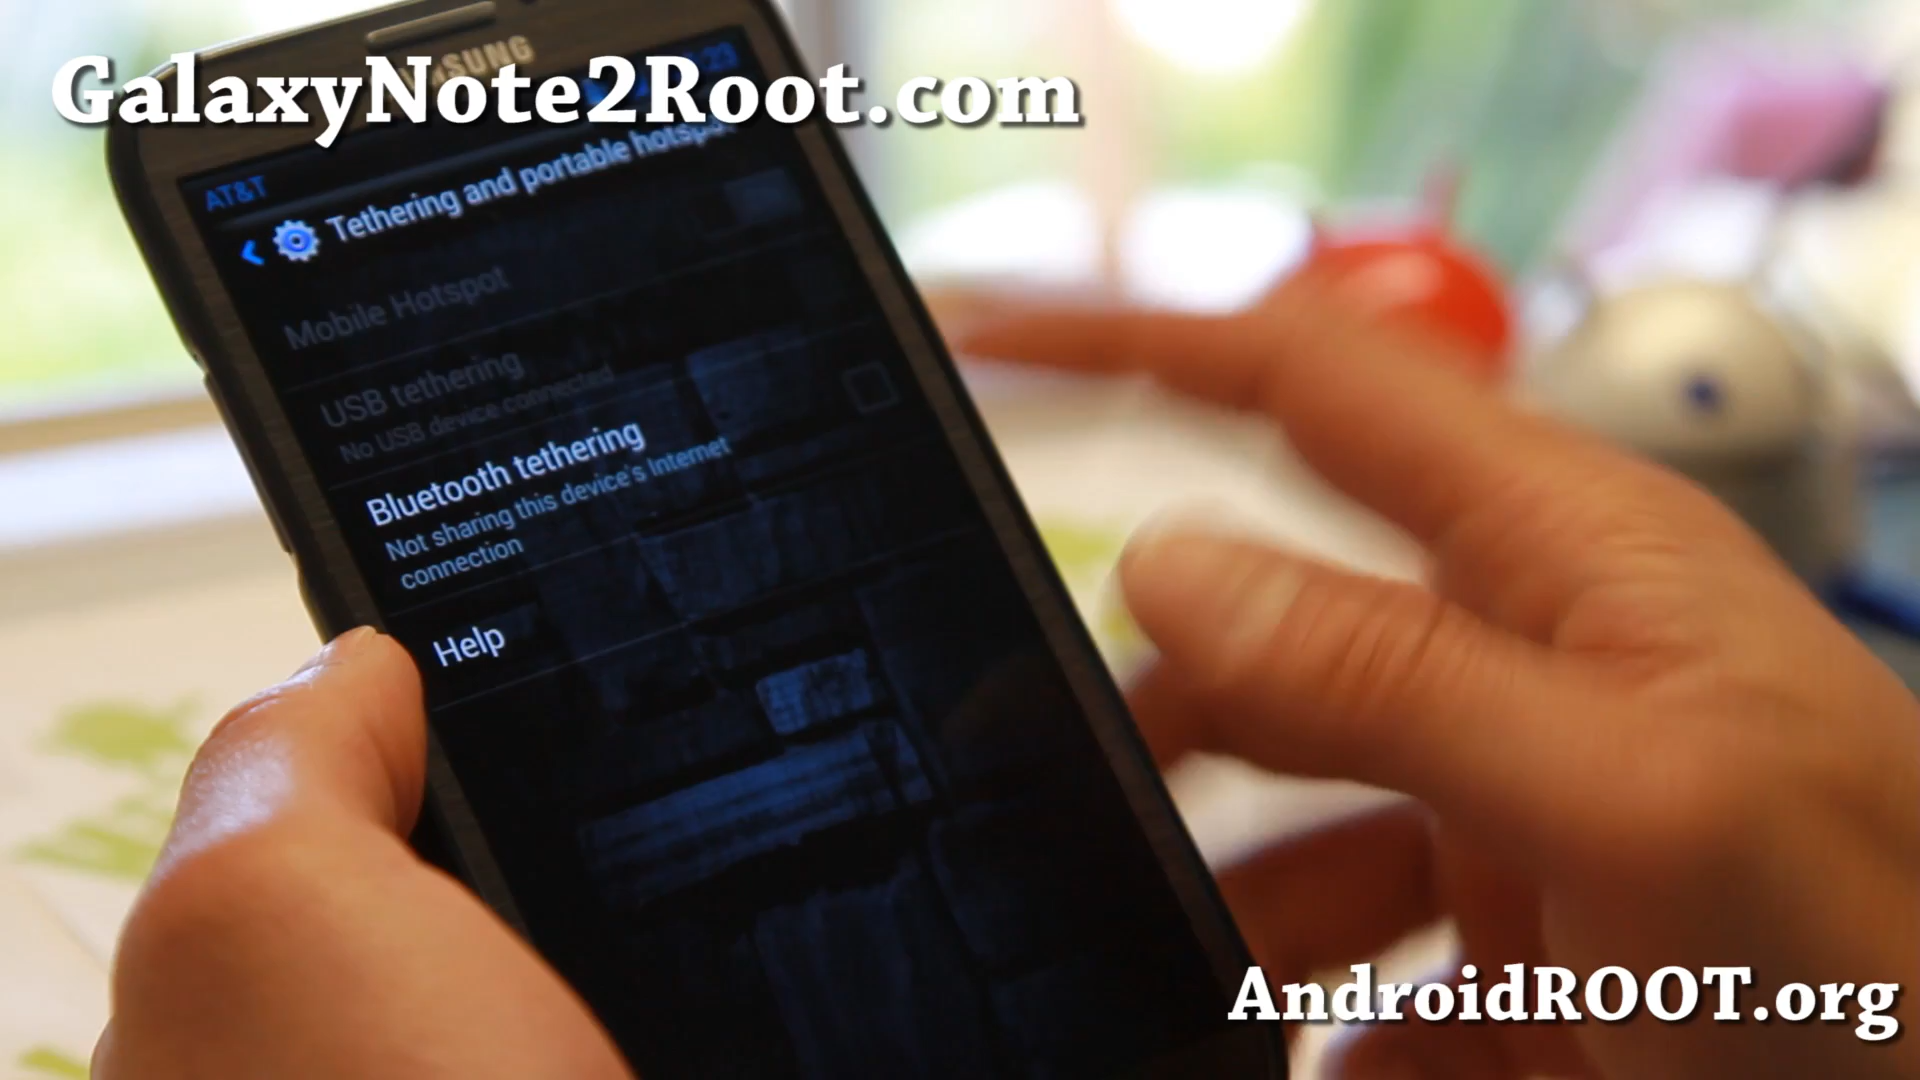 GalaxyNote2Root.com
SAMSUNG
AT&T
Tethering and portable hotspot
Mobile Hotspot
USB tethering
No USB device connected
Bluetooth tethering
Not sharing this device's Internet
connection
Help
AndroidROOT.org